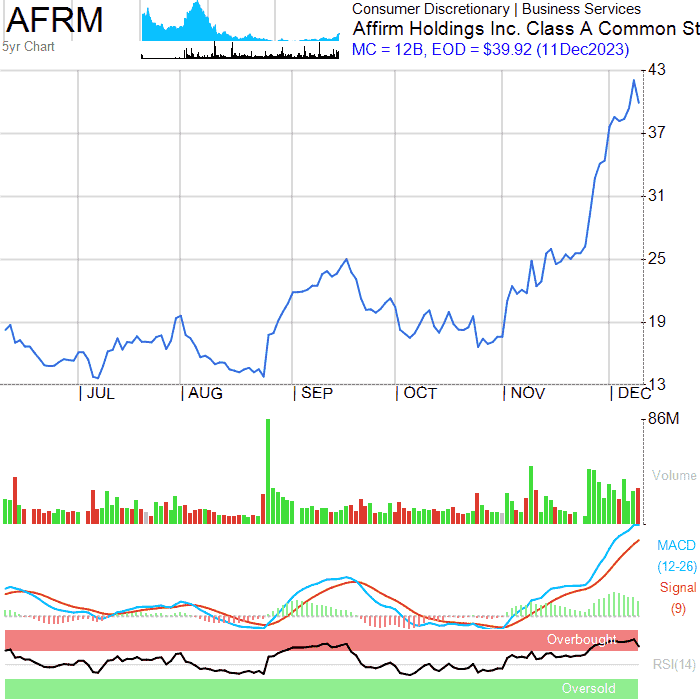 AFRM
5yr Chart
Consumer Discretionary | Business Services
Affirm Holdings Inc. Class A Common St
MC = 12B, EOD = $39.92 (11Dec2023)
43
37
31
25
19
13
| JUL | AUG | SEP | OCT | NOV | DEC
86M
Volume
MACD
(12-26)
Signal
(9)
Overbought
RSI(14)
Oversold